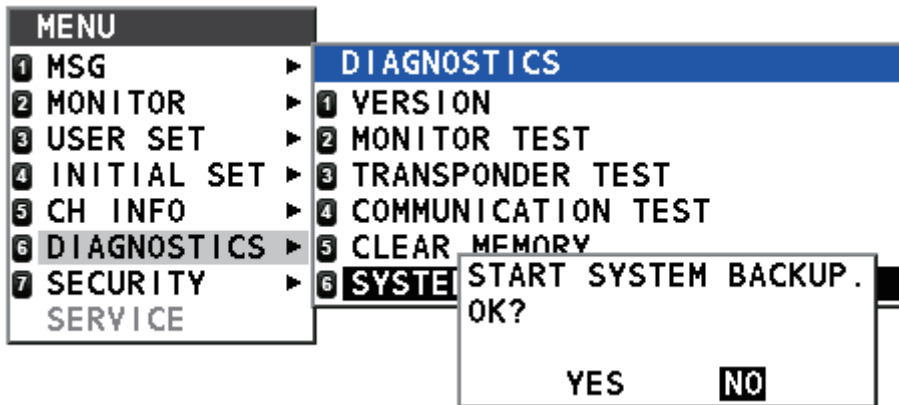 MENU
1 MSG
2 MONITOR
3 USER SET
4 INITIAL SET
5 CH INFO
6 DIAGNOSTICS
7 SECURITY
SERVICE
DIAGNOSTICS
1 VERSION
2 MONITOR TEST
3 TRANSPONDER TEST
4 COMMUNICATION TEST
5 CLEAR MEMORY
6 SYSTE
START SYSTEM BACKUP.
OK?
YES NO